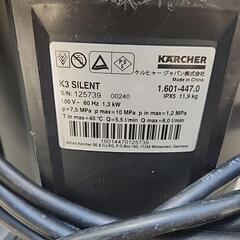 KÄRCHER
ケルヒャー ジャパン株式会社
Made in China
K3 SILENT
1.601-447.0
S/N: 125739 00240
IPX5 11,9 kg
100 V~ 60 Hz 1,3 kW
p=7,5 MPa p max=10 MPa p in max=1,2 MPa
T in max=40 °C Q=5,5 l/min Q max=6,0 l/min
Alfred Kärcher SE & Co.KG, P.O.Box 160, 71349 Winnenden, Germany
10014470125739